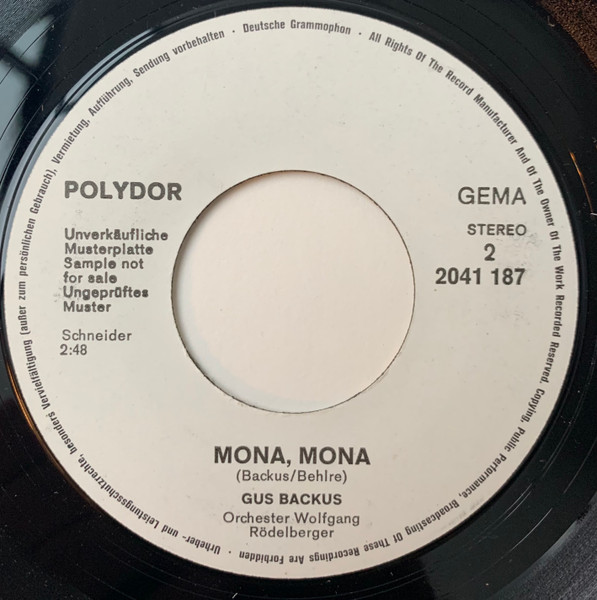 Urheber- und Leistungsschutzrechte, besonders Vervielfältigung (außer zum persönlichen Gebrauch), Vermietung, Aufführung, Sendung vorbehalten · Deutsche Grammophon · All Rights Of The Record Manufacturer And Of The Owner Of The Work Recorded Reserved. Copying, Public Performance, Broadcasting Of These Recordings Are Forbidden ·
POLYDOR
GEMA
Unverkäufliche
Musterplatte
Sample not
for sale
Ungeprüftes
Muster
STEREO
2
2041 187
Schneider
2:48
MONA, MONA
(Backus/Behlre)
GUS BACKUS
Orchester Wolfgang
Rödelberger